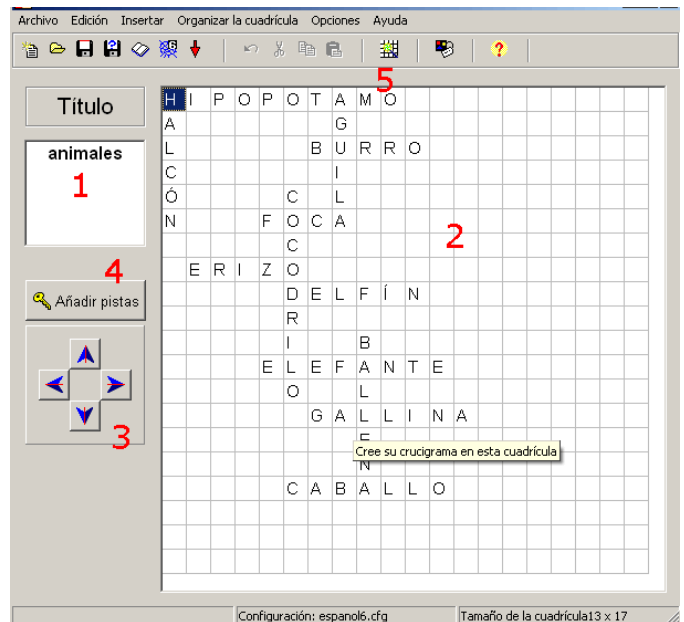 Archivo Edición Insertar Organizar la cuadrícula Opciones Ayuda
5
Título
animales
1
4
Añadir pistas
3
H I P O P O T A M O
A G
L B U R R O
C I
Ó C L
N F O C A
C
2
E R I Z O
D E L F Í N
R
I B
E L E F A N T E
O L
G A L L I N A
E
Cree su crucigrama en esta cuadrícula
N
C A B A L L O
Configuración: espanol6.cfg Tamaño de la cuadrícula13 x 17